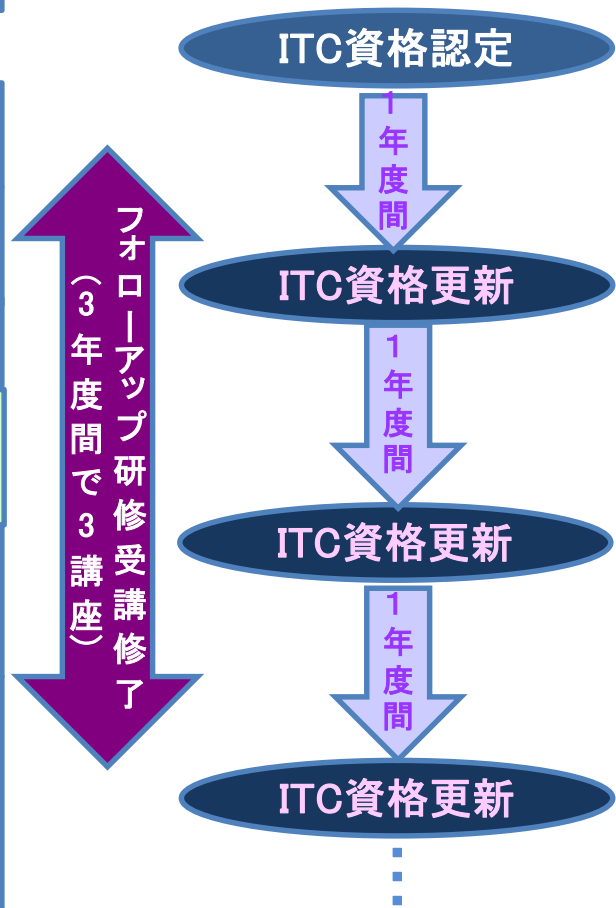 ITC資格認定
1年度間
ITC資格更新
1年度間
ITC資格更新
1年度間
ITC資格更新
フォローアップ研修受講修了
(3年度間で3講座)